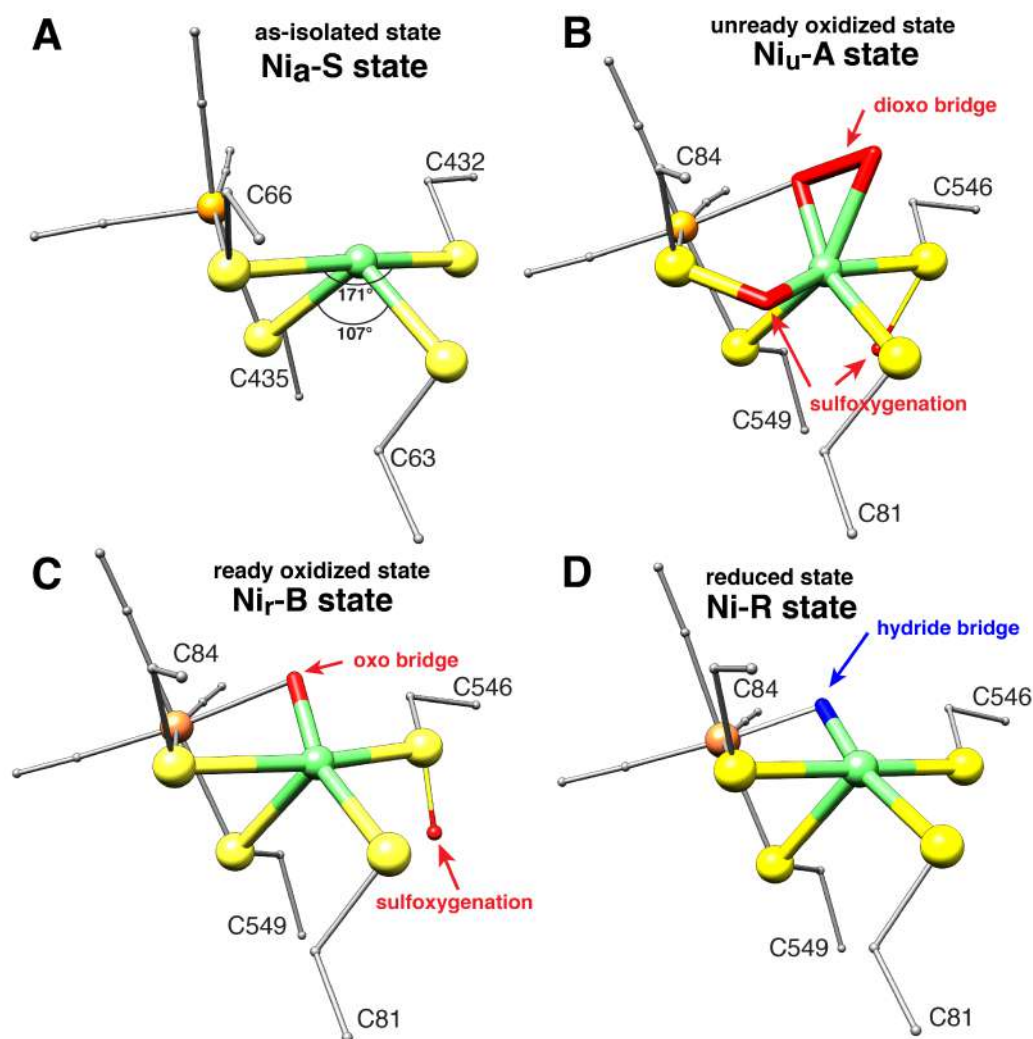 A
as-isolated state
Nia-S state
C66
C432
171°
107°
C435
C63
B
unready oxidized state
Niu-A state
dioxo bridge
C84
C546
sulfoxygenation
C549
C81
C
ready oxidized state
Nir-B state
oxo bridge
C84
C546
sulfoxygenation
C549
C81
D
reduced state
Ni-R state
hydride bridge
C84
C546
C549
C81